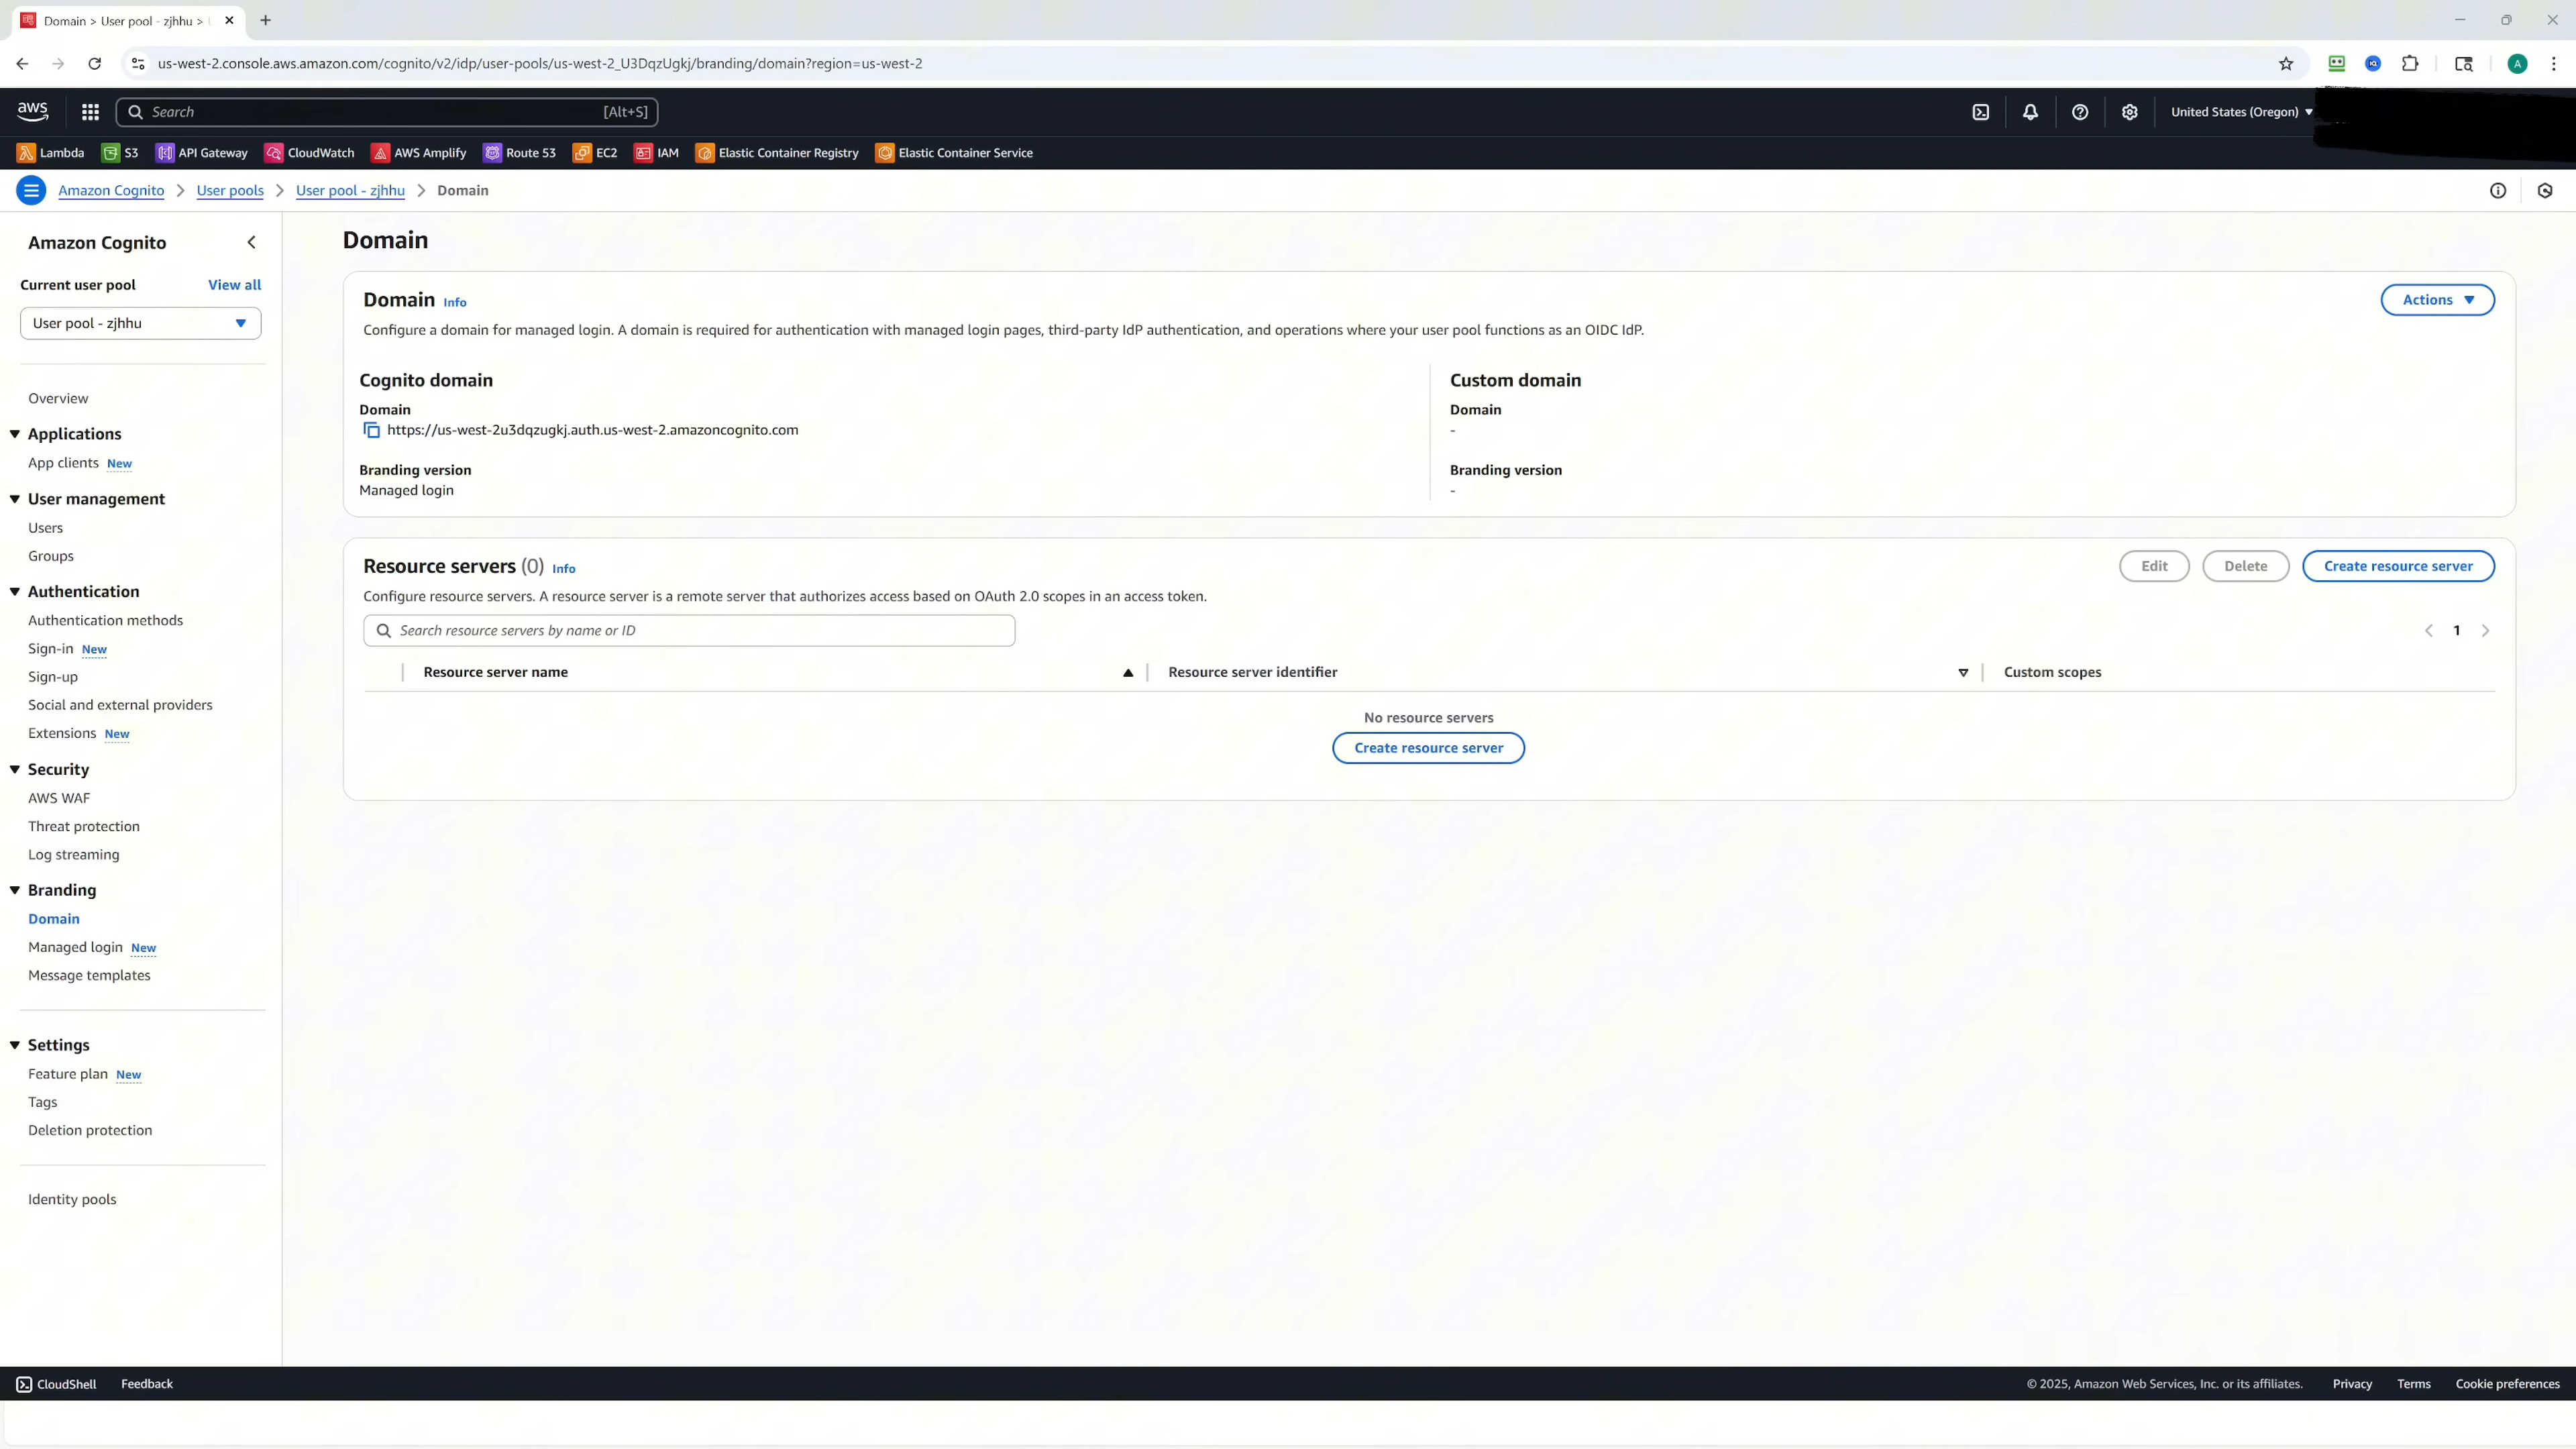 Domain > User pool - zjhhu >
us-west-2.console.aws.amazon.com/cognito/v2/idp/user-pools/us-west-2_U3DqzUgkj/branding/domain?region=us-west-2
A
aws
Search [Alt+S]
United States (Oregon)
Lambda S3 API Gateway CloudWatch AWS Amplify Route 53 EC2 IAM Elastic Container Registry Elastic Container Service
Amazon Cognito > User pools > User pool - zjhhu > Domain
Amazon Cognito
Current user pool View all
User pool - zjhhu
Overview
Applications
App clients New
User management
Users
Groups
Authentication
Authentication methods
Sign-in New
Sign-up
Social and external providers
Extensions New
Security
AWS WAF
Threat protection
Log streaming
Branding
Domain
Managed login New
Message templates
Settings
Feature plan New
Tags
Deletion protection
Identity pools
Domain
Domain Info
Actions
Configure a domain for managed login. A domain is required for authentication with managed login pages, third-party IdP authentication, and operations where your user pool functions as an OIDC IdP.
Cognito domain
Domain
https://us-west-2u3dqzugkj.auth.us-west-2.amazoncognito.com
Branding version
Managed login
Custom domain
Domain
-
Branding version
-
Resource servers (0) Info
Edit Delete Create resource server
Configure resource servers. A resource server is a remote server that authorizes access based on OAuth 2.0 scopes in an access token.
Search resource servers by name or ID
1
Resource server name Resource server identifier Custom scopes
No resource servers
Create resource server
CloudShell Feedback
© 2025, Amazon Web Services, Inc. or its affiliates. Privacy Terms Cookie preferences